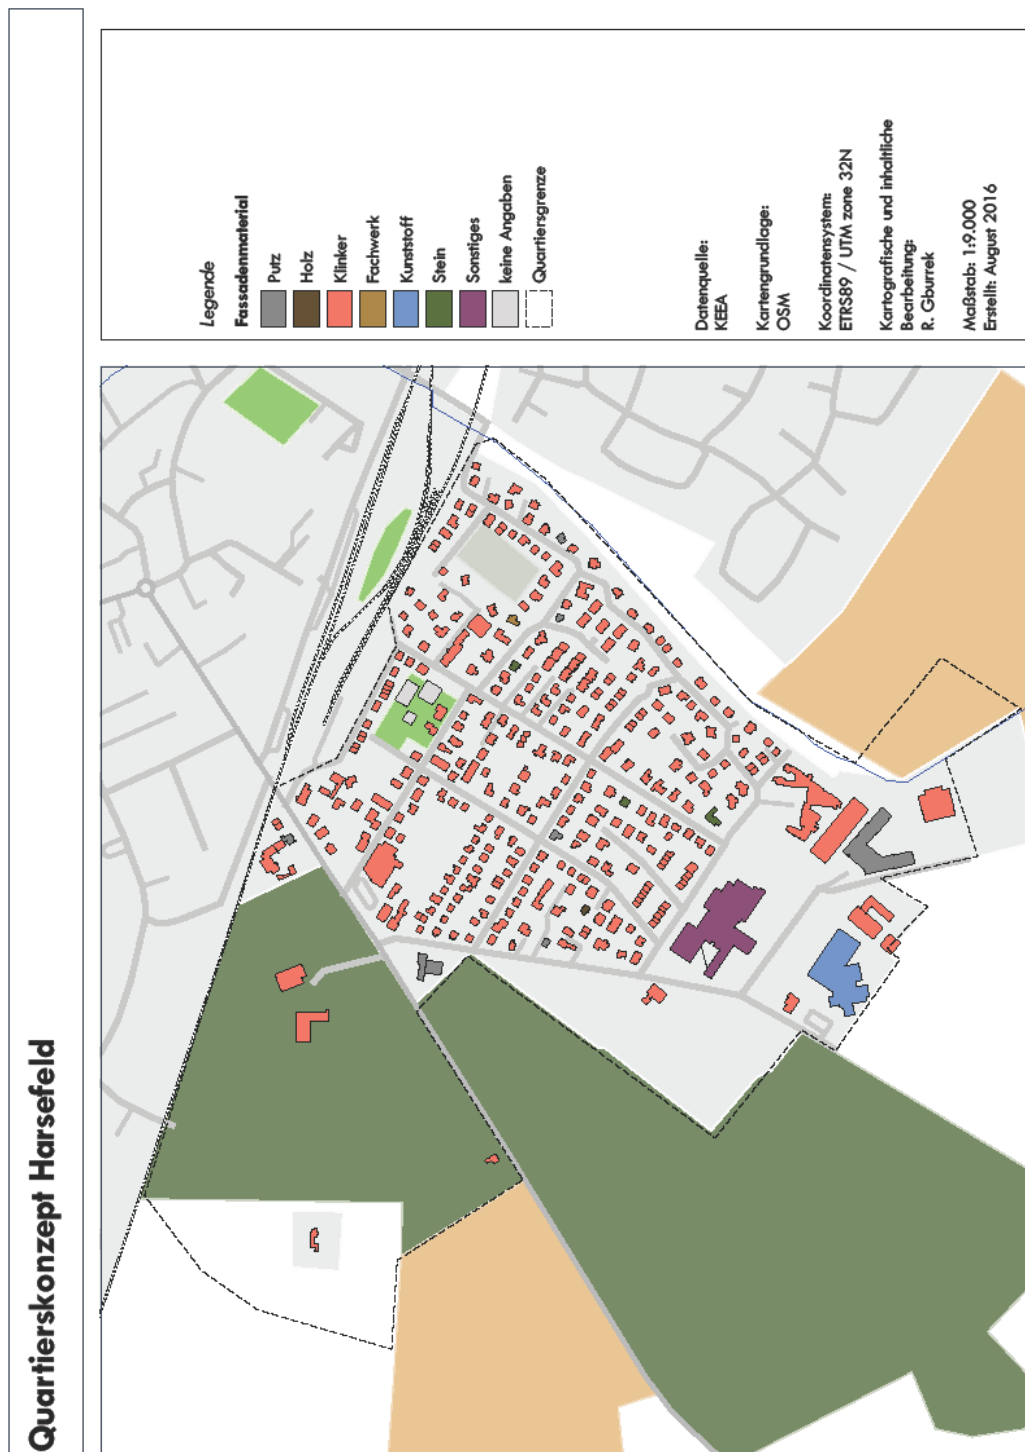 Quartierskonzept Harsefeld
Legende
Fassadenmaterial
Putz
Holz
Klinker
Fachwerk
Kunststoff
Stein
Sonstiges
keine Angaben
Quartiersgrenze
Datenquelle:
KEEA
Kartengrundlage:
OSM
Koordinatensystem:
ETRS89 / UTM zone 32N
Kartografische und inhaltliche
Bearbeitung:
R. Gburrek
Maßstab: 1:9.000
Erstellt: August 2016